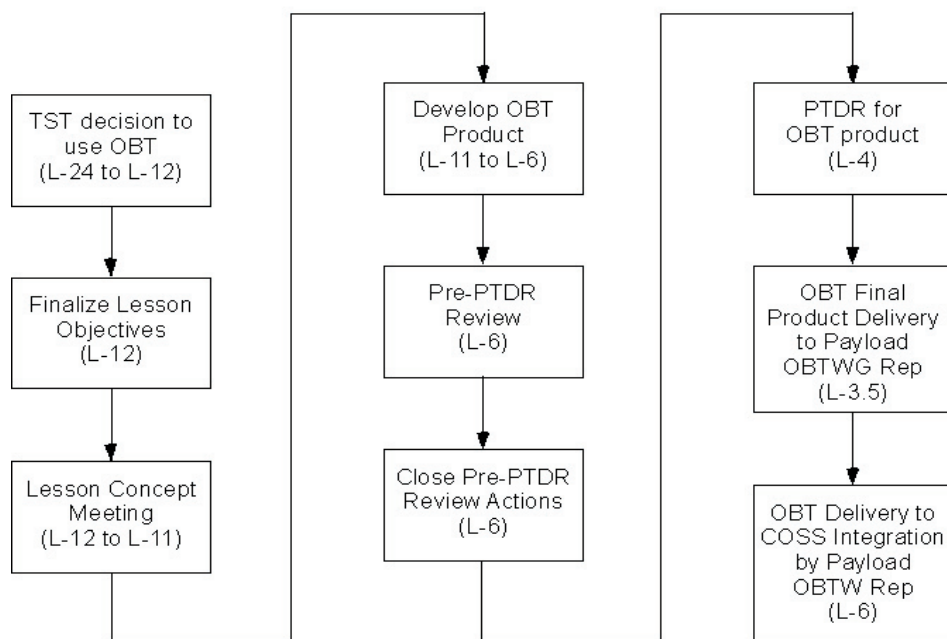 TST decision to
use OBT
(L-24 to L-12)
Finalize Lesson
Objectives
(L-12)
Lesson Concept
Meeting
(L-12 to L-11)
Develop OBT
Product
(L-11 to L-6)
Pre-PTDR
Review
(L-6)
Close Pre-PTDR
Review Actions
(L-6)
PTDR for
OBT product
(L-4)
OBT Final
Product Delivery
to Payload
OBTWG Rep
(L-3.5)
OBT Delivery to
COSS Integration
by Payload
OBTW Rep
(L-6)